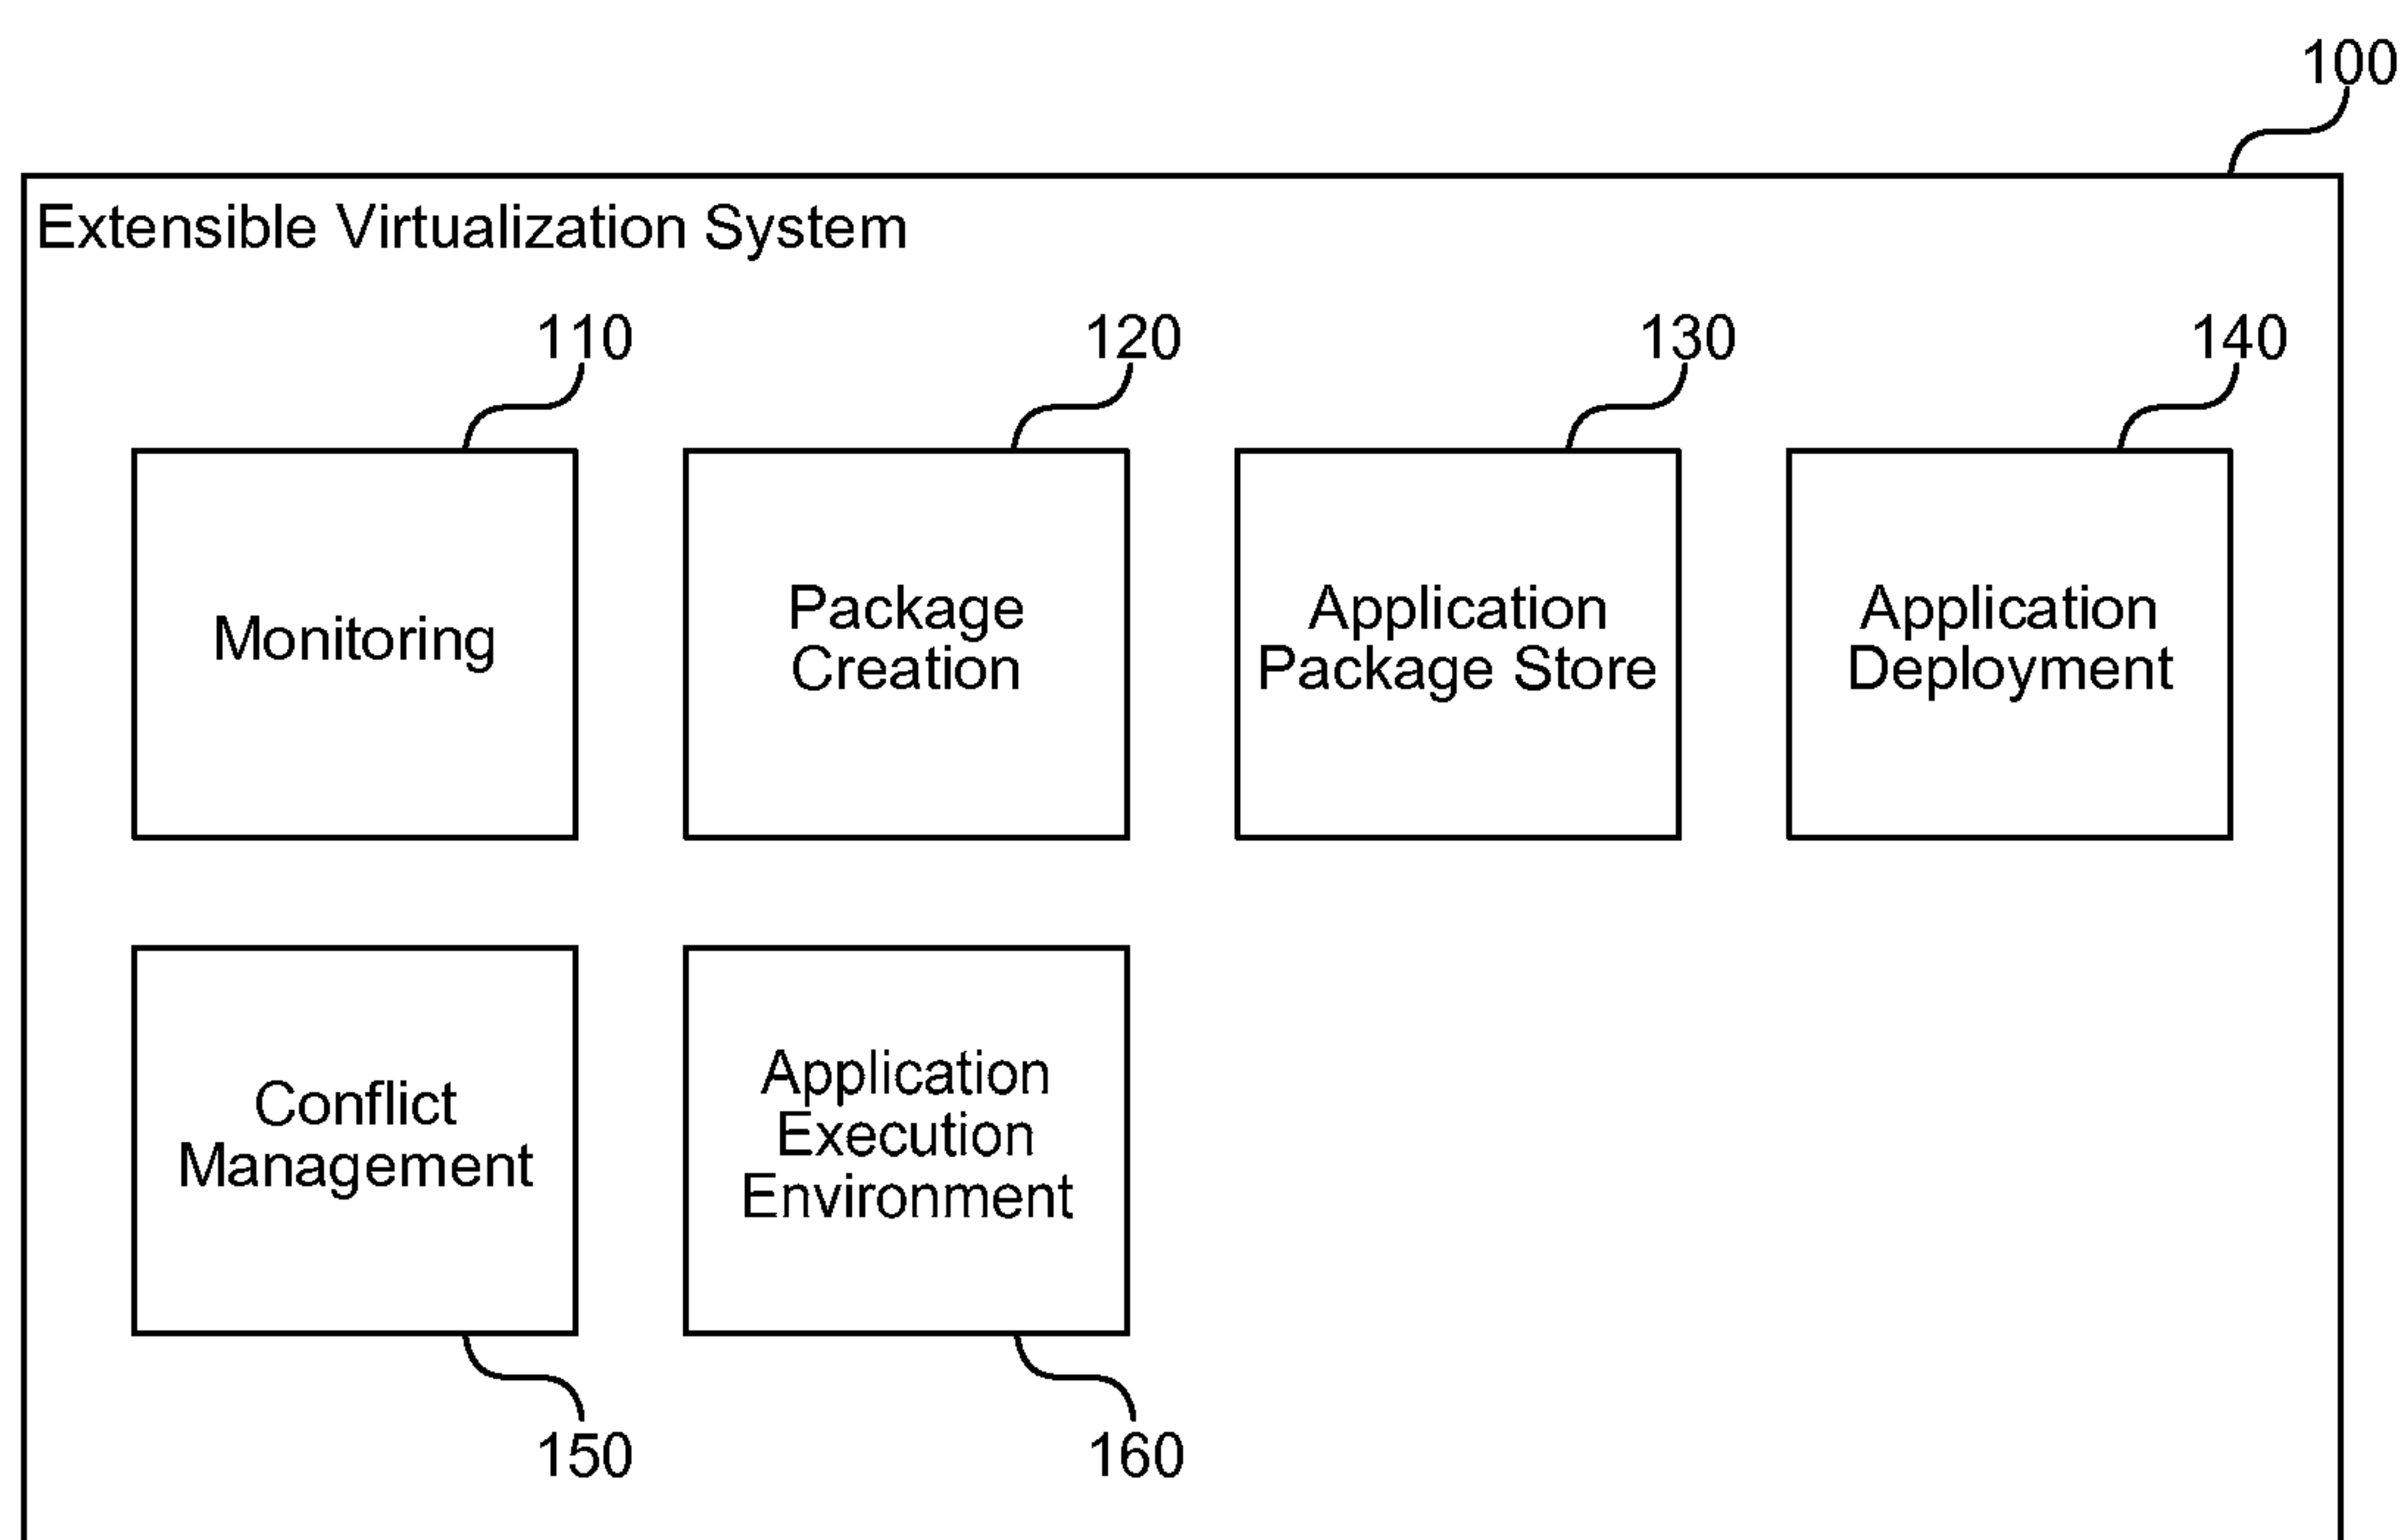 100
Extensible Virtualization System
110
120
130
140
Monitoring
Package
Creation
Application
Package Store
Application
Deployment
Conflict
Management
Application
Execution
Environment
150
160